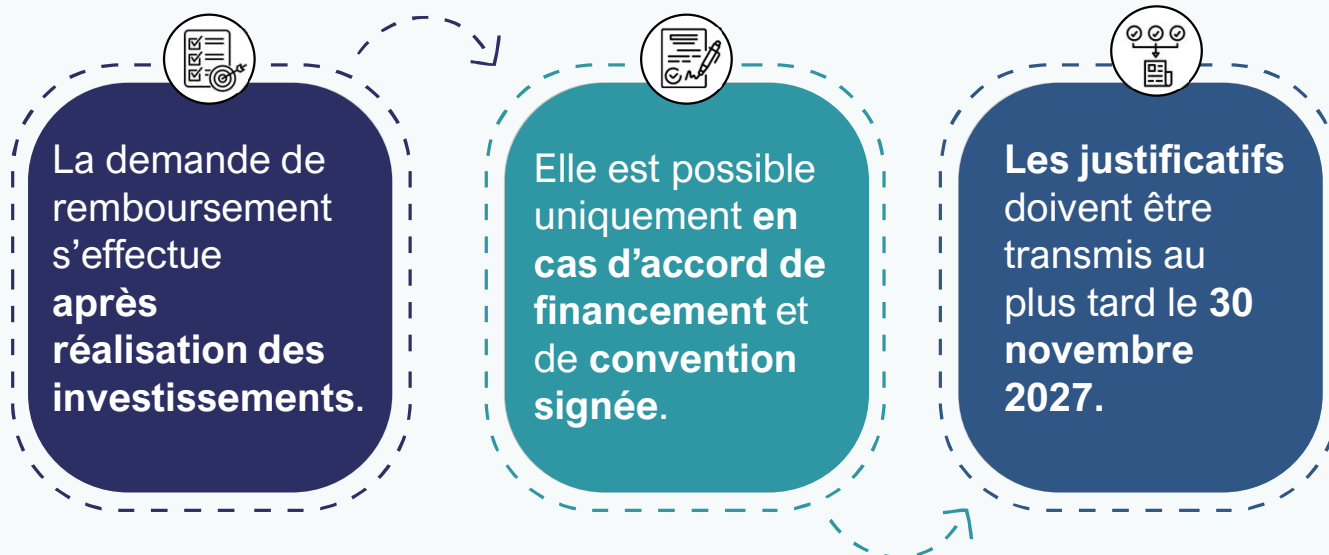 La demande de
remboursement
s’effectue
après
réalisation des
investissements.
Elle est possible
uniquement en
cas d’accord de
financement et
de convention
signée.
Les justificatifs
doivent être
transmis au
plus tard le 30
novembre
2027.